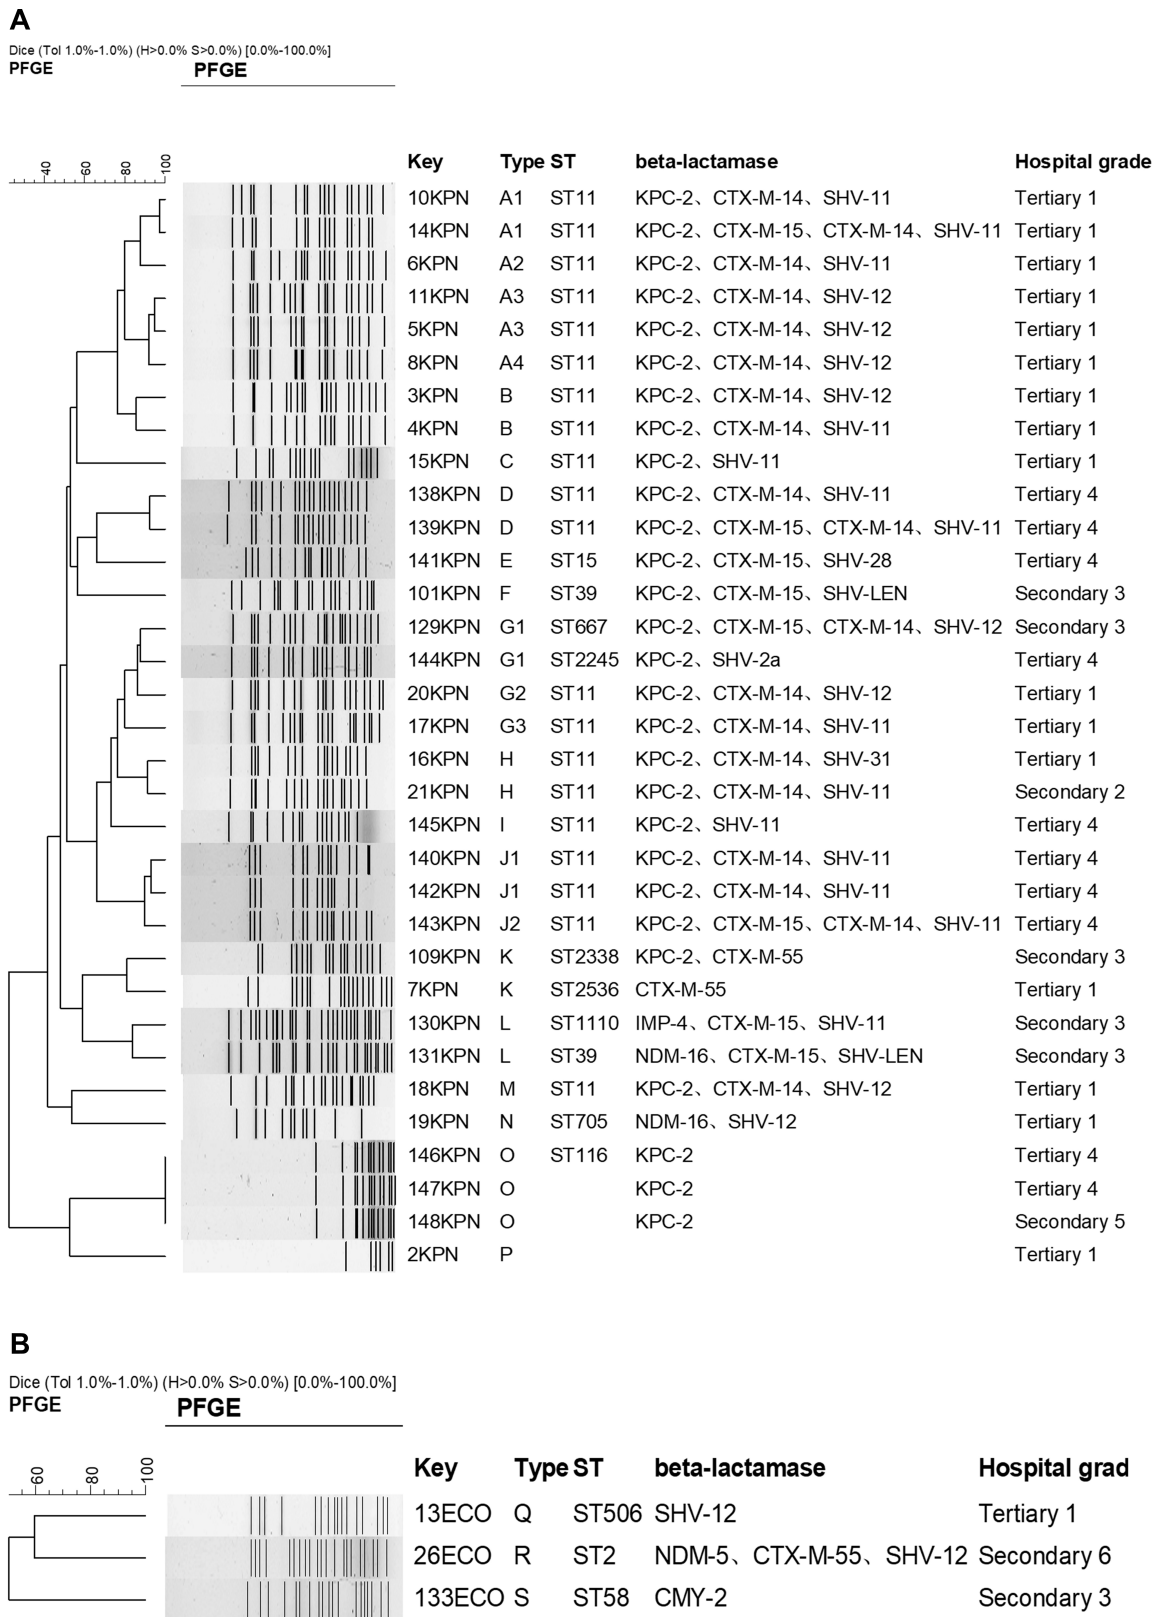 A
Dice (Tol 1.0%-1.0%) (H>0.0% S>0.0%) [0.0%-100.0%]
PFGE PFGE
40 60 80 100
Key Type ST beta-lactamase Hospital grade
10KPN A1 ST11 KPC-2、CTX-M-14、SHV-11 Tertiary 1
14KPN A1 ST11 KPC-2、CTX-M-15、CTX-M-14、SHV-11 Tertiary 1
6KPN A2 ST11 KPC-2、CTX-M-14、SHV-11 Tertiary 1
11KPN A3 ST11 KPC-2、CTX-M-14、SHV-12 Tertiary 1
5KPN A3 ST11 KPC-2、CTX-M-14、SHV-12 Tertiary 1
8KPN A4 ST11 KPC-2、CTX-M-14、SHV-12 Tertiary 1
3KPN B ST11 KPC-2、CTX-M-14、SHV-12 Tertiary 1
4KPN B ST11 KPC-2、CTX-M-14、SHV-11 Tertiary 1
15KPN C ST11 KPC-2、SHV-11 Tertiary 1
138KPN D ST11 KPC-2、CTX-M-14、SHV-11 Tertiary 4
139KPN D ST11 KPC-2、CTX-M-15、CTX-M-14、SHV-11 Tertiary 4
141KPN E ST15 KPC-2、CTX-M-15、SHV-28 Tertiary 4
101KPN F ST39 KPC-2、CTX-M-15、SHV-LEN Secondary 3
129KPN G1 ST667 KPC-2、CTX-M-15、CTX-M-14、SHV-12 Secondary 3
144KPN G1 ST2245 KPC-2、SHV-2a Tertiary 4
20KPN G2 ST11 KPC-2、CTX-M-14、SHV-12 Tertiary 1
17KPN G3 ST11 KPC-2、CTX-M-14、SHV-11 Tertiary 1
16KPN H ST11 KPC-2、CTX-M-14、SHV-31 Tertiary 1
21KPN H ST11 KPC-2、CTX-M-14、SHV-11 Secondary 2
145KPN I ST11 KPC-2、SHV-11 Tertiary 4
140KPN J1 ST11 KPC-2、CTX-M-14、SHV-11 Tertiary 4
142KPN J1 ST11 KPC-2、CTX-M-14、SHV-11 Tertiary 4
143KPN J2 ST11 KPC-2、CTX-M-15、CTX-M-14、SHV-11 Tertiary 4
109KPN K ST2338 KPC-2、CTX-M-55 Secondary 3
7KPN K ST2536 CTX-M-55 Tertiary 1
130KPN L ST1110 IMP-4、CTX-M-15、SHV-11 Secondary 3
131KPN L ST39 NDM-16、CTX-M-15、SHV-LEN Secondary 3
18KPN M ST11 KPC-2、CTX-M-14、SHV-12 Tertiary 1
19KPN N ST705 NDM-16、SHV-12 Tertiary 1
146KPN O ST116 KPC-2 Tertiary 4
147KPN O KPC-2 Tertiary 4
148KPN O KPC-2 Secondary 5
2KPN P Tertiary 1
B
Dice (Tol 1.0%-1.0%) (H>0.0% S>0.0%) [0.0%-100.0%]
PFGE PFGE
60 80 100
Key Type ST beta-lactamase Hospital grad
13ECO Q ST506 SHV-12 Tertiary 1
26ECO R ST2 NDM-5、CTX-M-55、SHV-12 Secondary 6
133ECO S ST58 CMY-2 Secondary 3